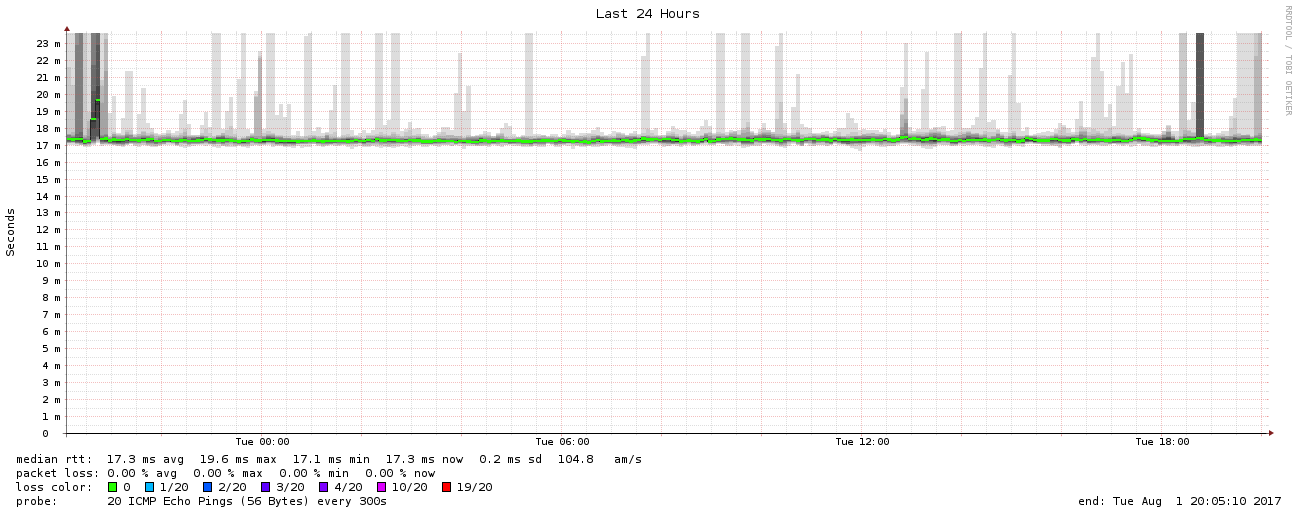 Last 24 Hours
RRDTOOL / TOBI OETIKER
Seconds
23 m
22 m
21 m
20 m
19 m
18 m
17 m
16 m
15 m
14 m
13 m
12 m
11 m
10 m
9 m
8 m
7 m
6 m
5 m
4 m
3 m
2 m
1 m
0
Tue 00:00 Tue 06:00 Tue 12:00 Tue 18:00
median rtt: 17.3 ms avg 19.6 ms max 17.1 ms min 17.3 ms now 0.2 ms sd 104.8 am/s
packet loss: 0.00 % avg 0.00 % max 0.00 % min 0.00 % now
loss color: 0 1/20 2/20 3/20 4/20 10/20 19/20
probe: 20 ICMP Echo Pings (56 Bytes) every 300s end: Tue Aug 1 20:05:10 2017